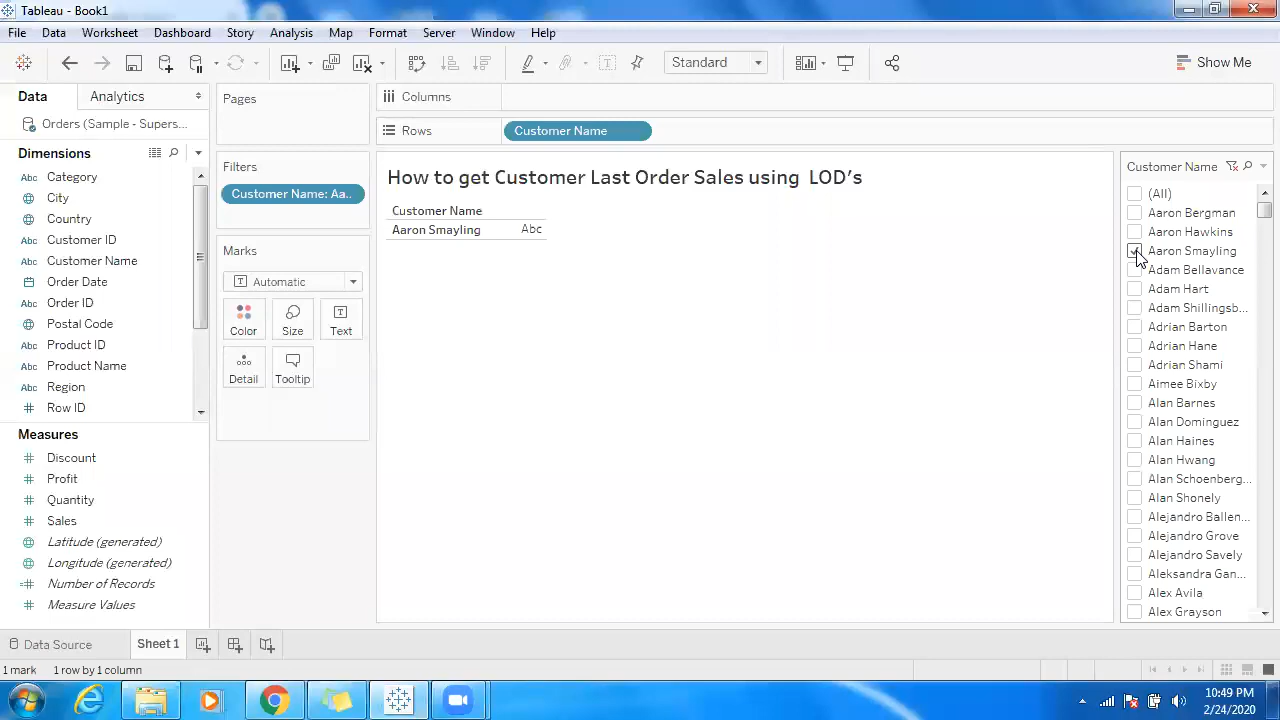 Tableau - Book1
File Data Worksheet Dashboard Story Analysis Map Format Server Window Help
Standard
Show Me
Data Analytics
Orders (Sample - Supers...
Dimensions
Category
City
Country
Customer ID
Customer Name
Order Date
Order ID
Postal Code
Product ID
Product Name
Region
Row ID
Measures
Discount
Profit
Quantity
Sales
Latitude (generated)
Longitude (generated)
Number of Records
Measure Values
Pages
Filters
Customer Name: Aa..
Marks
Automatic
Color Size Text
Detail Tooltip
Columns
Rows Customer Name
How to get Customer Last Order Sales using LOD's
Customer Name
Aaron Smayling Abc
Customer Name
(All)
Aaron Bergman
Aaron Hawkins
Aaron Smayling
Adam Bellavance
Adam Hart
Adam Shillingsb...
Adrian Barton
Adrian Hane
Adrian Shami
Aimee Bixby
Alan Barnes
Alan Dominguez
Alan Haines
Alan Hwang
Alan Schoenberg...
Alan Shonely
Alejandro Ballen...
Alejandro Grove
Alejandro Savely
Aleksandra Gan...
Alex Avila
Alex Grayson
Data Source Sheet 1
1 mark 1 row by 1 column
10:49 PM
2/24/2020